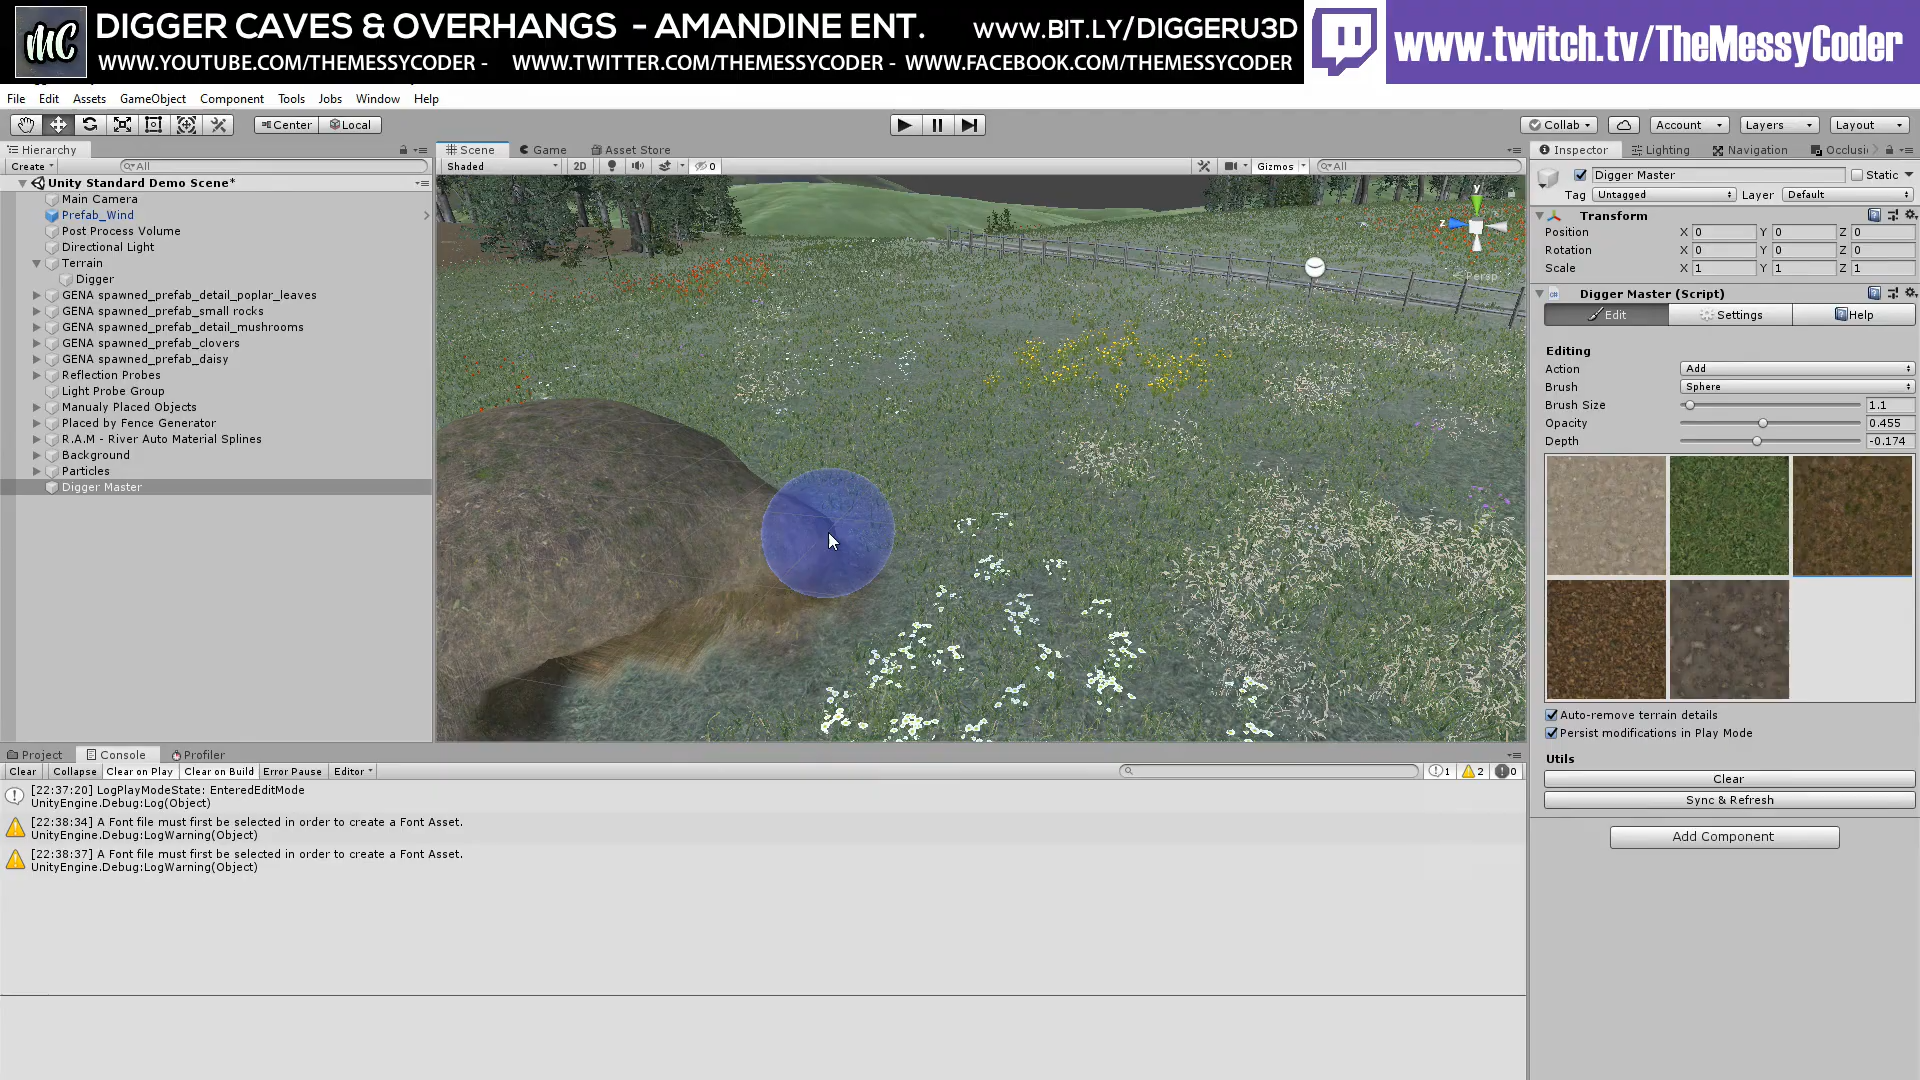 MC
DIGGER CAVES & OVERHANGS - AMANDINE ENT. WWW.BIT.LY/DIGGERU3D
WWW.YOUTUBE.COM/THEMESSYCODER - WWW.TWITTER.COM/THEMESSYCODER - WWW.FACEBOOK.COM/THEMESSYCODER
www.twitch.tv/TheMessyCoder
File Edit Assets GameObject Component Tools Jobs Window Help
Center Local Collab Account Layers Layout
Hierarchy
Create All
Unity Standard Demo Scene*
Main Camera
Prefab_Wind
Post Process Volume
Directional Light
Terrain
Digger
GENA spawned_prefab_detail_poplar_leaves
GENA spawned_prefab_small rocks
GENA spawned_prefab_detail_mushrooms
GENA spawned_prefab_clovers
GENA spawned_prefab_daisy
Reflection Probes
Light Probe Group
Manualy Placed Objects
Placed by Fence Generator
R.A.M - River Auto Material Splines
Background
Particles
Digger Master
Scene Game Asset Store
Shaded 2D 0 Gizmos All
y
z
Persp
Inspector Lighting Navigation Occlusi
Digger Master Static
Tag Untagged Layer Default
Transform
Position X 0 Y 0 Z 0
Rotation X 0 Y 0 Z 0
Scale X 1 Y 1 Z 1
Digger Master (Script)
Edit Settings Help
Editing
Action Add
Brush Sphere
Brush Size 1.1
Opacity 0.455
Depth -0.174
Auto-remove terrain details
Persist modifications in Play Mode
Utils
Clear
Sync & Refresh
Add Component
Project Console Profiler
Clear Collapse Clear on Play Clear on Build Error Pause Editor 1 2 0
[22:37:20] LogPlayModeState: EnteredEditMode
UnityEngine.Debug:Log(Object)
[22:38:34] A Font file must first be selected in order to create a Font Asset.
UnityEngine.Debug:LogWarning(Object)
[22:38:37] A Font file must first be selected in order to create a Font Asset.
UnityEngine.Debug:LogWarning(Object)